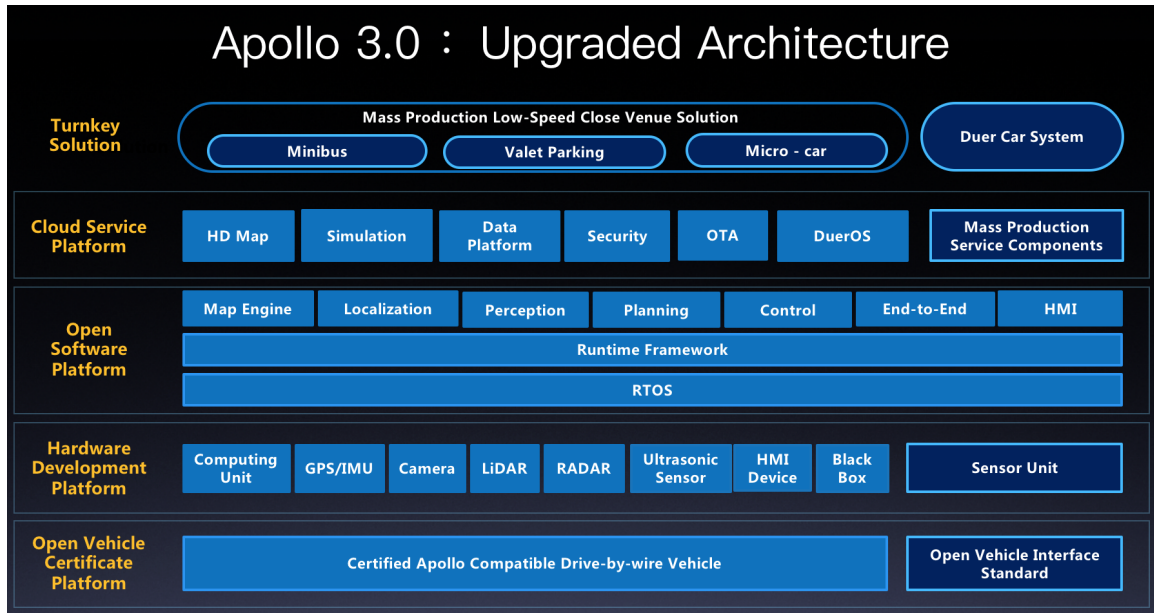 Apollo 3.0 : Upgraded Architecture
Turnkey
Solution
Mass Production Low-Speed Close Venue Solution
Minibus
Valet Parking
Micro - car
Duer Car System
Cloud Service
Platform
HD Map
Simulation
Data
Platform
Security
OTA
DuerOS
Mass Production
Service Components
Open
Software
Platform
Map Engine
Localization
Perception
Planning
Control
End-to-End
HMI
Runtime Framework
RTOS
Hardware
Development
Platform
Computing
Unit
GPS/IMU
Camera
LiDAR
RADAR
Ultrasonic
Sensor
HMI
Device
Black
Box
Sensor Unit
Open Vehicle
Certificate
Platform
Certified Apollo Compatible Drive-by-wire Vehicle
Open Vehicle Interface
Standard